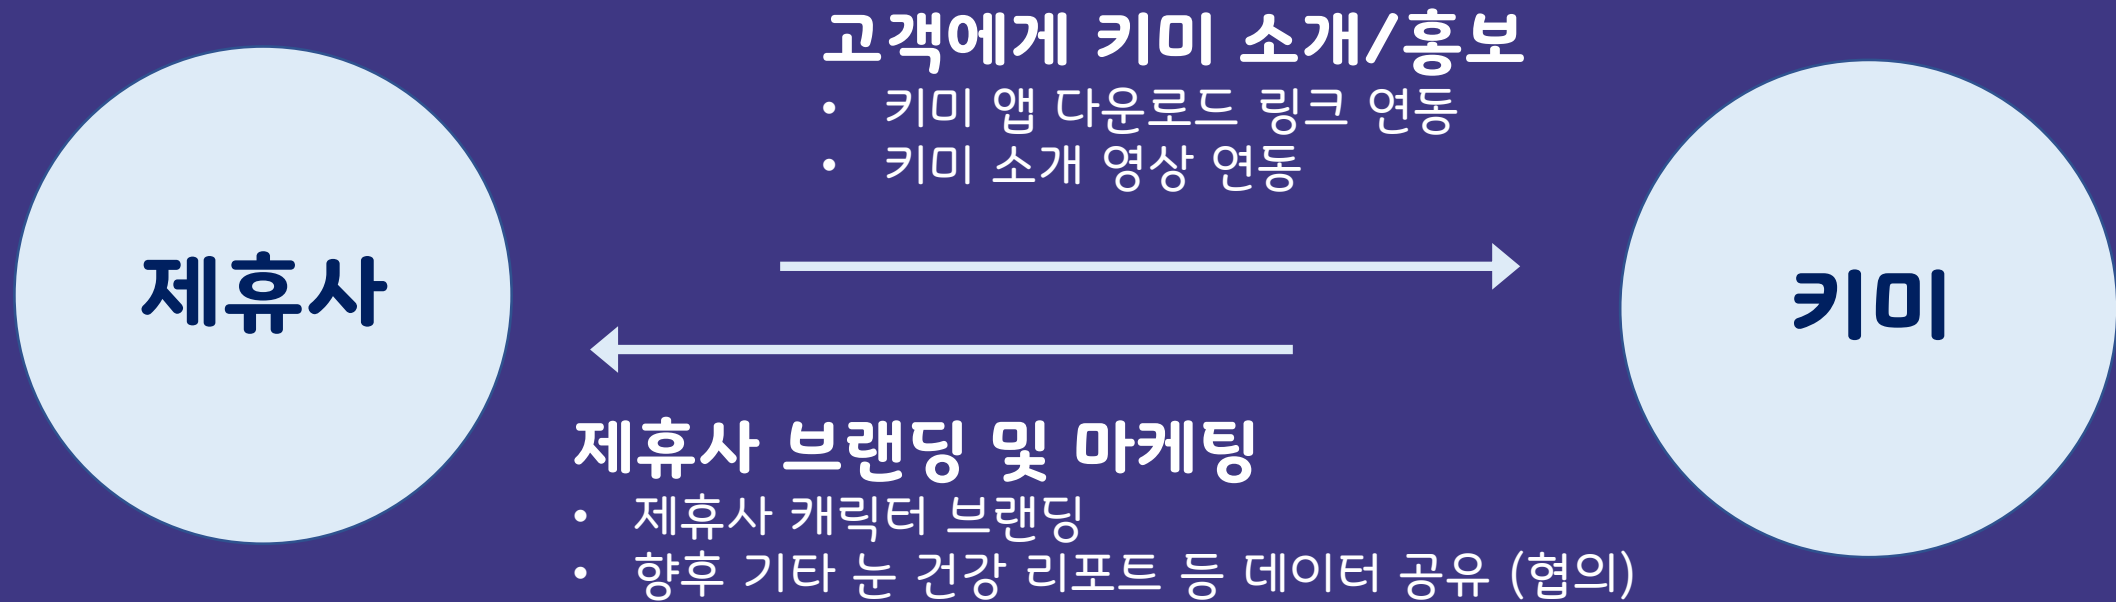 고객에게 키미 소개/홍보
• 키미 앱 다운로드 링크 연동
• 키미 소개 영상 연동
제휴사
키미
제휴사 브랜딩 및 마케팅
• 제휴사 캐릭터 브랜딩
• 향후 기타 눈 건강 리포트 등 데이터 공유 (협의)